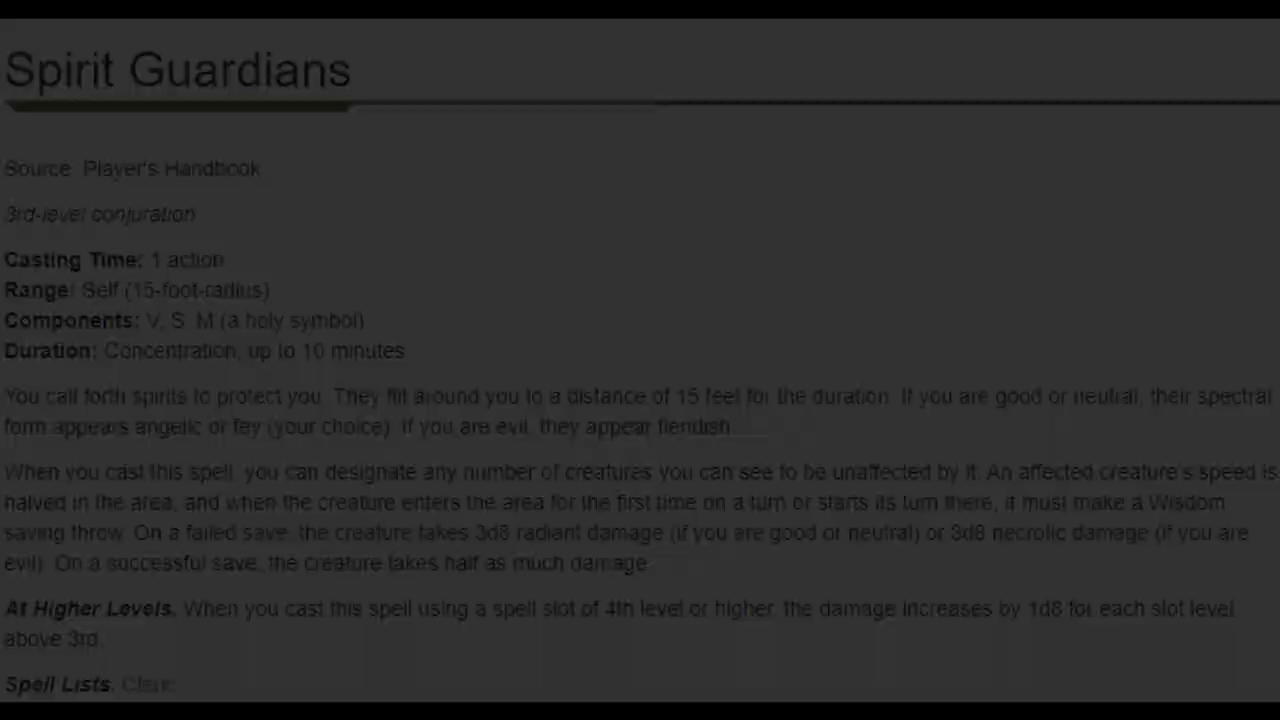 Spirit Guardians
Source: Player's Handbook
3rd-level conjuration
Casting Time: 1 action
Range: Self (15-foot-radius)
Components: V, S, M (a holy symbol)
Duration: Concentration, up to 10 minutes
You call forth spirits to protect you. They flit around you to a distance of 15 feet for the duration. If you are good or neutral, their spectral
form appears angelic or fey (your choice). If you are evil, they appear fiendish.
When you cast this spell, you can designate any number of creatures you can see to be unaffected by it. An affected creature's speed is
halved in the area, and when the creature enters the area for the first time on a turn or starts its turn there, it must make a Wisdom
saving throw. On a failed save, the creature takes 3d8 radiant damage (if you are good or neutral) or 3d8 necrotic damage (if you are
evil). On a successful save, the creature takes half as much damage.
At Higher Levels. When you cast this spell using a spell slot of 4th level or higher, the damage increases by 1d8 for each slot level
above 3rd.
Spell Lists. Cleric